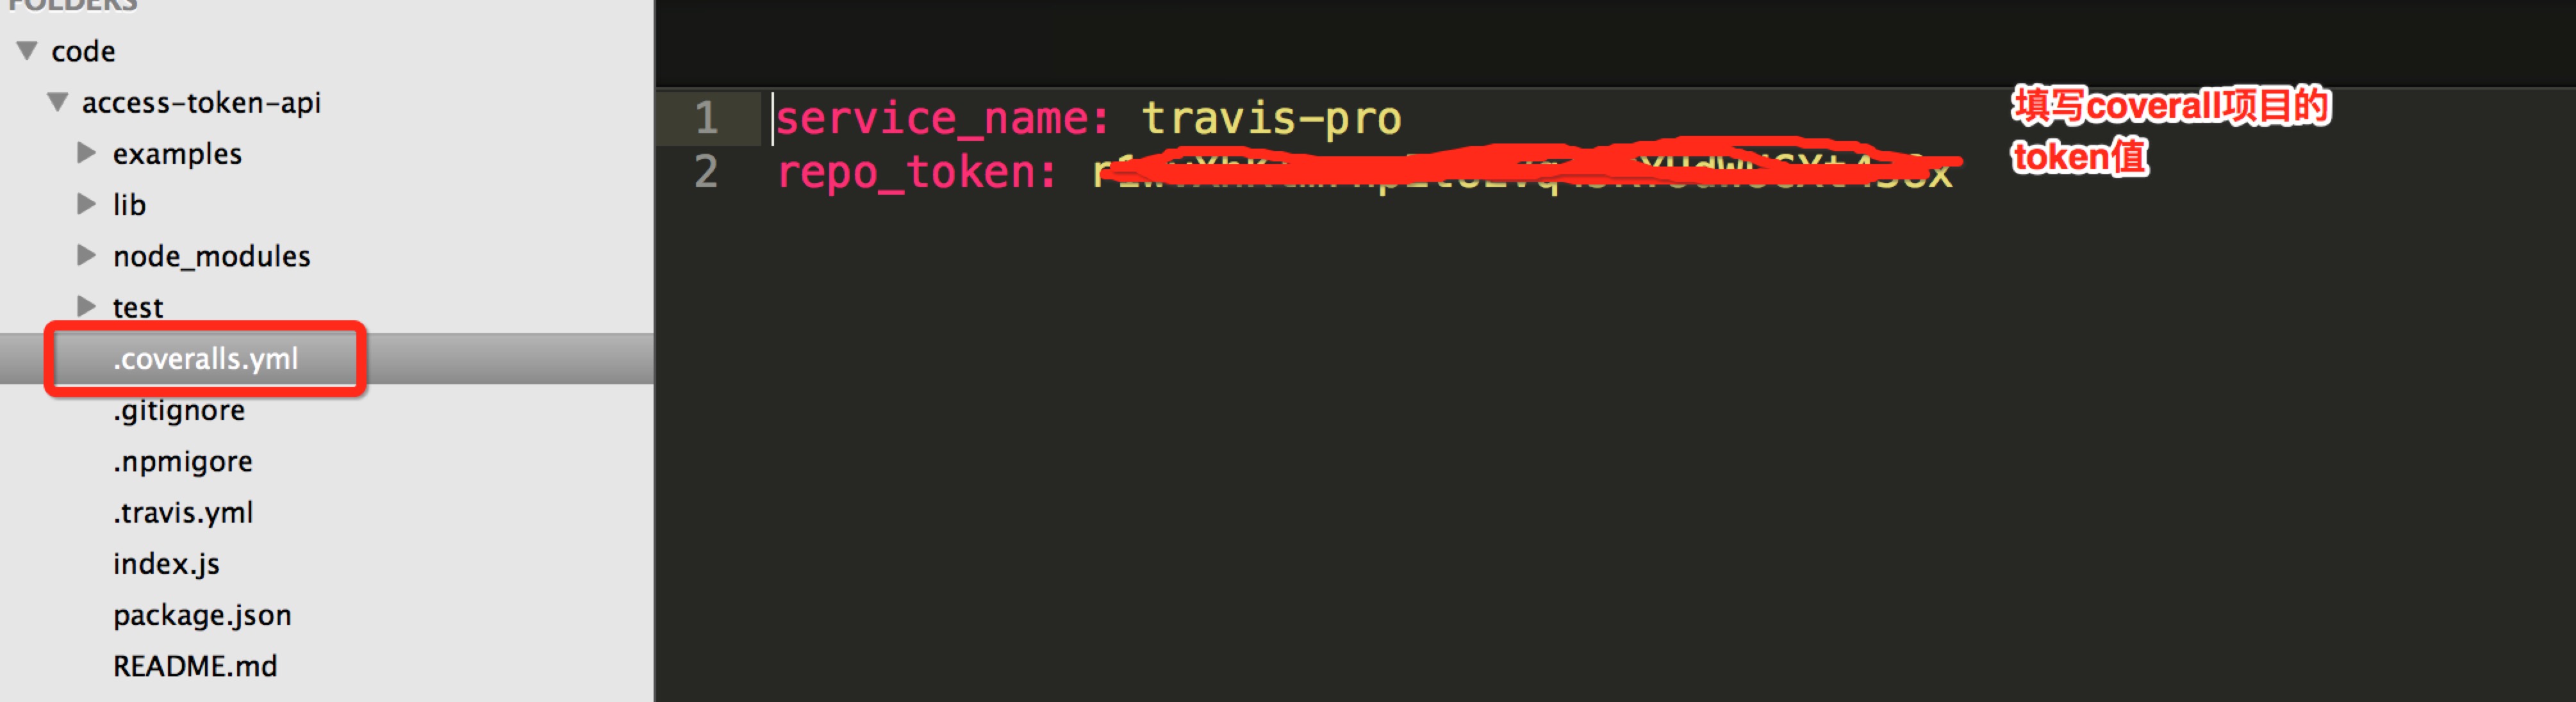 FOLDERS
code
access-token-api
examples
lib
node_modules
test
.coveralls.yml
.gitignore
.npmigore
.travis.yml
index.js
package.json
README.md
1 service_name: travis-pro
2 repo_token:
填写coverall项目的
token值